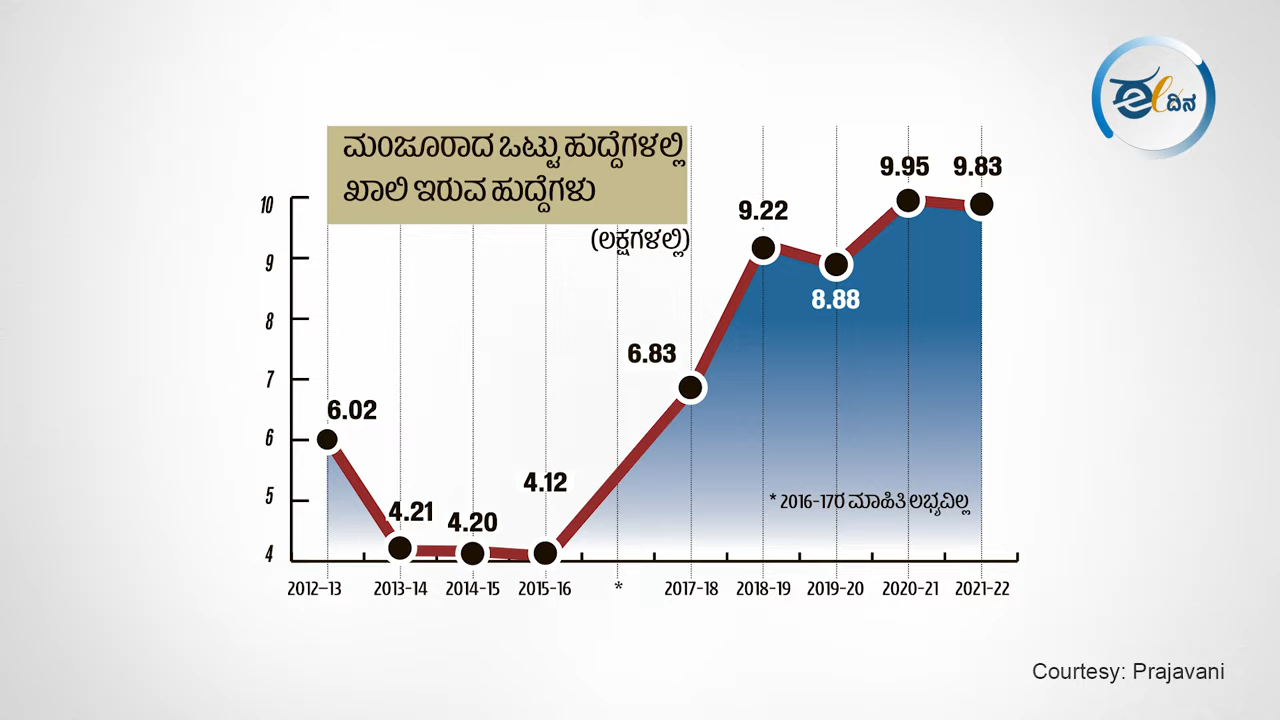 ಈ e ದಿನ
ಮಂಜೂರಾದ ಒಟ್ಟು ಹುದ್ದೆಗಳಲ್ಲಿ
ಖಾಲಿ ಇರುವ ಹುದ್ದೆಗಳು
(ಲಕ್ಷಗಳಲ್ಲಿ)
10
9
8
7
6
5
4
6.02
4.21
4.20
4.12
6.83
9.22
8.88
9.95
9.83
* 2016-17ರ ಮಾಹಿತಿ ಲಭ್ಯವಿಲ್ಲ
2012-13 2013-14 2014-15 2015-16 * 2017-18 2018-19 2019-20 2020-21 2021-22
Courtesy: Prajavani